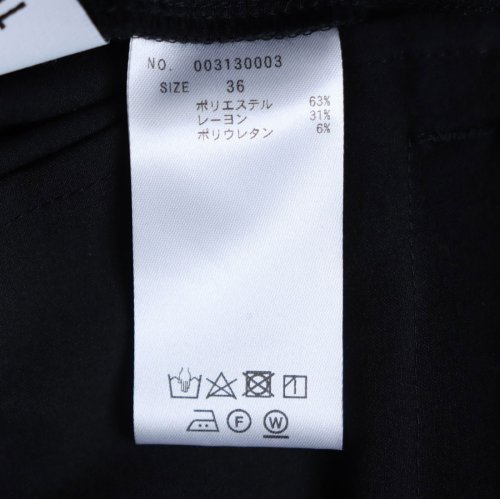 NO. 003130003
SIZE 36
ポリエステル 63%
レーヨン 31%
ポリウレタン 6%
F W